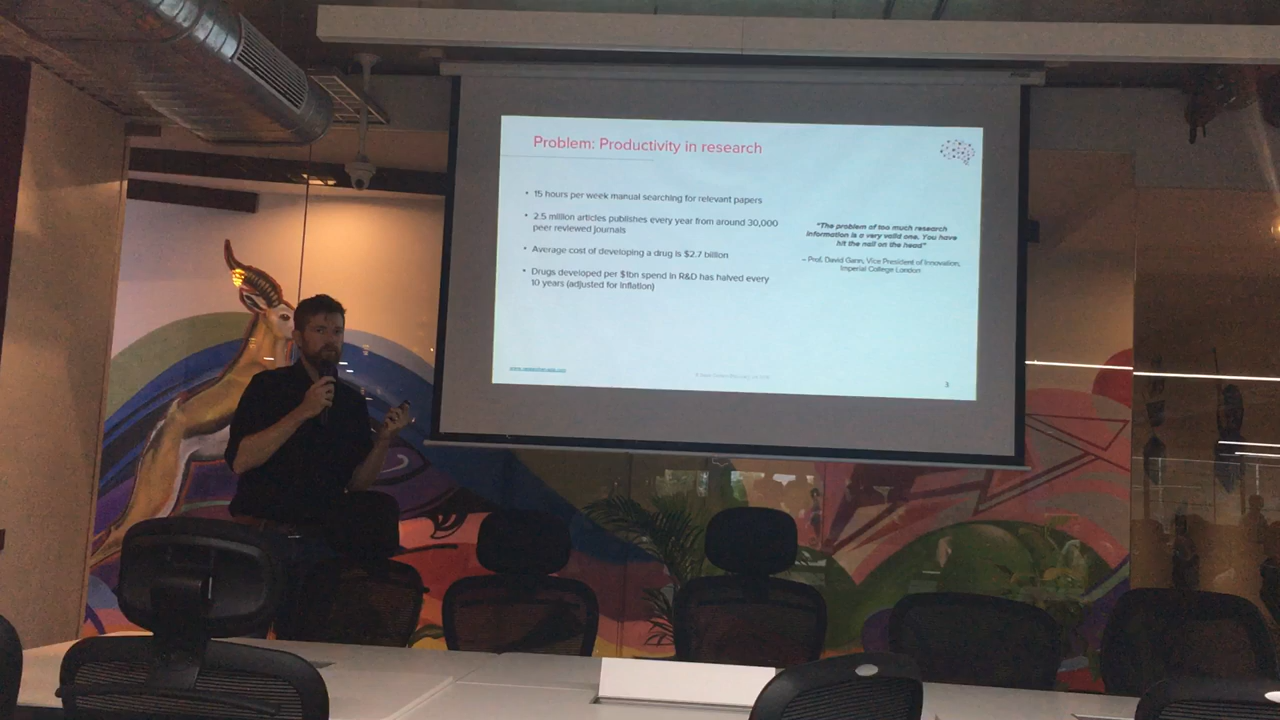 Problem: Productivity in research
• 15 hours per week manual searching for relevant papers
• 2.5 million articles publishes every year from around 30,000
peer reviewed journals
• Average cost of developing a drug is $2.7 billion
• Drugs developed per $1bn spend in R&D has halved every
10 years (adjusted for inflation)
"The problem of too much research
information is a very valid one. You have
hit the nail on the head"
– Prof. David Gann, Vice President of Innovation,
Imperial College London
3